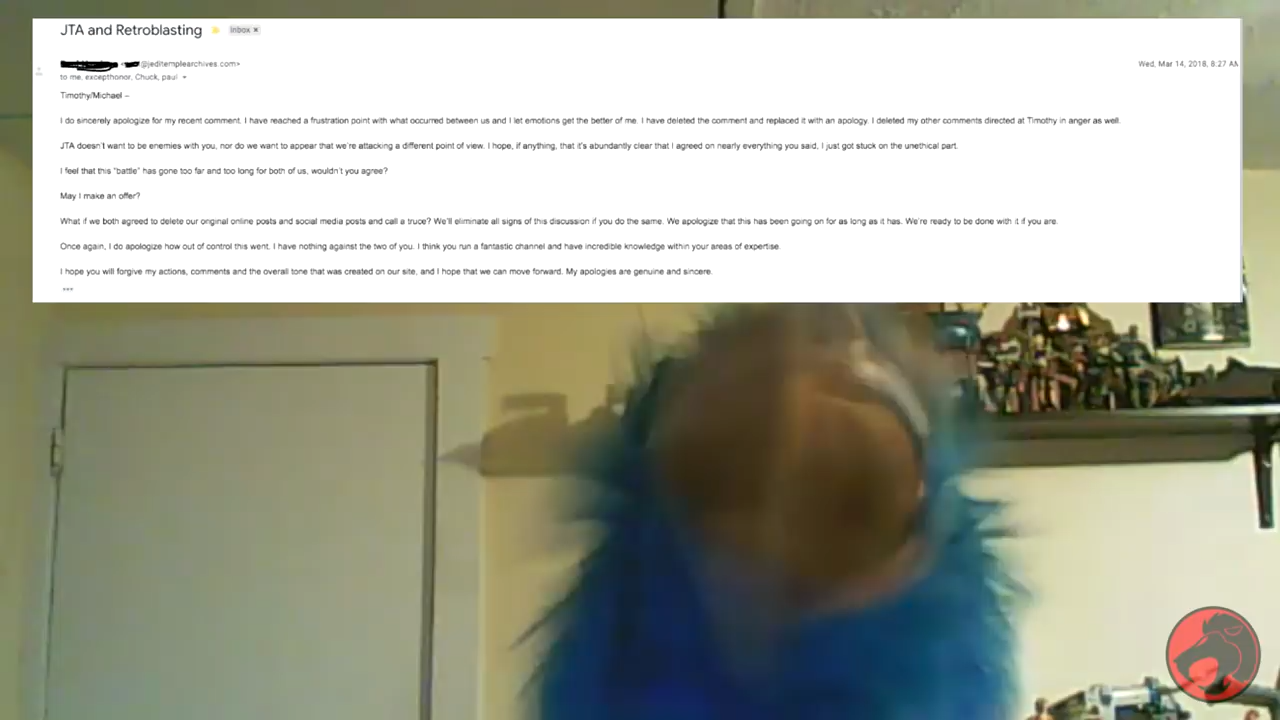 JTA and Retroblasting
Inbox ×
@jeditemplearchives.com>
Wed, Mar 14, 2018, 8:27 AM
to me, excepthonor, Chuck, paul
Timothy/Michael –
I do sincerely apologize for my recent comment. I have reached a frustration point with what occurred between us and I let emotions get the better of me. I have deleted the comment and replaced it with an apology. I deleted my other comments directed at Timothy in anger as well.
JTA doesn't want to be enemies with you, nor do we want to appear that we're attacking a different point of view. I hope, if anything, that it's abundantly clear that I agreed on nearly everything you said, I just got stuck on the unethical part.
I feel that this "battle" has gone too far and too long for both of us, wouldn't you agree?
May I make an offer?
What if we both agreed to delete our original online posts and social media posts and call a truce? We'll eliminate all signs of this discussion if you do the same. We apologize that this has been going on for as long as it has. We're ready to be done with it if you are.
Once again, I do apologize how out of control this went. I have nothing against the two of you. I think you run a fantastic channel and have incredible knowledge within your areas of expertise.
I hope you will forgive my actions, comments and the overall tone that was created on our site, and I hope that we can move forward. My apologies are genuine and sincere.